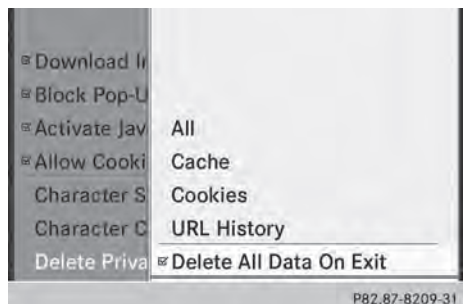 Download I
Block Pop-U
Activate Jav
Allow Cooki
Character S
Character C
Delete Priva
All
Cache
Cookies
URL History
Delete All Data On Exit
P82.87-8209-31